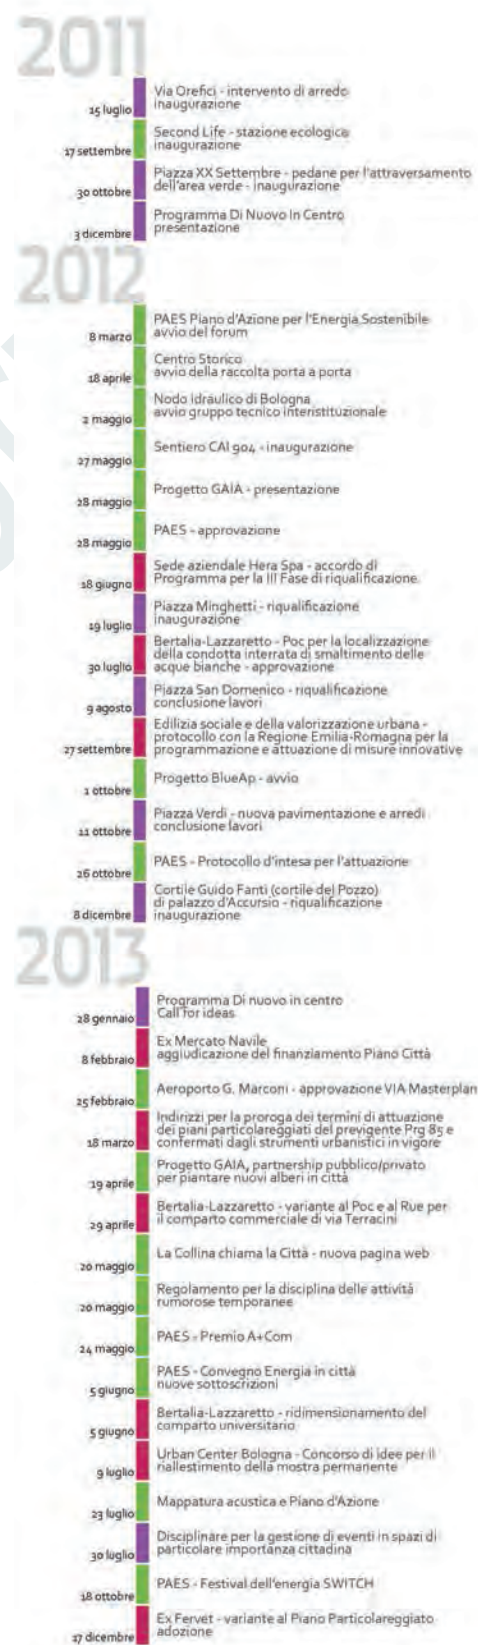 2011
Via Orefici - intervento di arredo
15 luglio
inaugurazione
Second Life - stazione ecologica
17 settembre
inaugurazione
Piazza XX Settembre - pedane per l'attraversamento
30 ottobre
dell'area verde - inaugurazione
Programma Di Nuovo In Centro
3 dicembre
presentazione
2012
PAES Piano d'Azione per l'Energia Sostenibile
8 marzo
avvio del forum
Centro Storico
18 aprile
avvio della raccolta porta a porta
Nodo idraulico di Bologna
2 maggio
avvio gruppo tecnico interistituzionale
27 maggio
Sentiero CAI 904 - inaugurazione
28 maggio
Progetto GAIA - presentazione
28 maggio
PAES - approvazione
Sede aziendale Hera Spa - accordo di
18 giugno
Programma per la III Fase di riqualificazione
Piazza Minghetti - riqualificazione
19 luglio
inaugurazione
Bertalia-Lazzaretto - Poc per la localizzazione
della condotta interrata di smaltimento delle
30 luglio
acque bianche - approvazione
Piazza San Domenico - riqualificazione
9 agosto
conclusione lavori
Edilizia sociale e della valorizzazione urbana -
protocollo con la Regione Emilia-Romagna per la
27 settembre
programmazione e attuazione di misure innovative
1 ottobre
Progetto BlueAp - avvio
Piazza Verdi - nuova pavimentazione e arredi
11 ottobre
conclusione lavori
26 ottobre
PAES - Protocollo d'intesa per l'attuazione
Cortile Guido Fanti (cortile del Pozzo)
di palazzo d'Accursio - riqualificazione
8 dicembre
inaugurazione
2013
Programma Di nuovo in centro
28 gennaio
Call for ideas
Ex Mercato Navile
8 febbraio
aggiudicazione del finanziamento Piano Città
25 febbraio
Aeroporto G. Marconi - approvazione VIA Masterplan
Indirizzi per la proroga dei termini di attuazione
dei piani particolareggiati del previgente Prg 85 e
18 marzo
confermati dagli strumenti urbanistici in vigore
Progetto GAIA, partnership pubblico/privato
19 aprile
per piantare nuovi alberi in città
Bertalia-Lazzaretto - variante al Poc e al Rue per
29 aprile
il comparto commerciale di via Terracini
20 maggio
La Collina chiama la Città - nuova pagina web
Regolamento per la disciplina delle attività
20 maggio
rumorose temporanee
24 maggio
PAES - Premio A+Com
PAES - Convegno Energia in città
5 giugno
nuove sottoscrizioni
Bertalia-Lazzaretto - ridimensionamento del
5 giugno
comparto universitario
Urban Center Bologna - Concorso di idee per il
9 luglio
riallestimento della mostra permanente
23 luglio
Mappatura acustica e Piano d'Azione
Disciplinare per la gestione di eventi in spazi di
30 luglio
particolare importanza cittadina
18 ottobre
PAES - Festival dell'energia SWITCH
Ex Fervet - variante al Piano Particolareggiato
17 dicembre
adozione